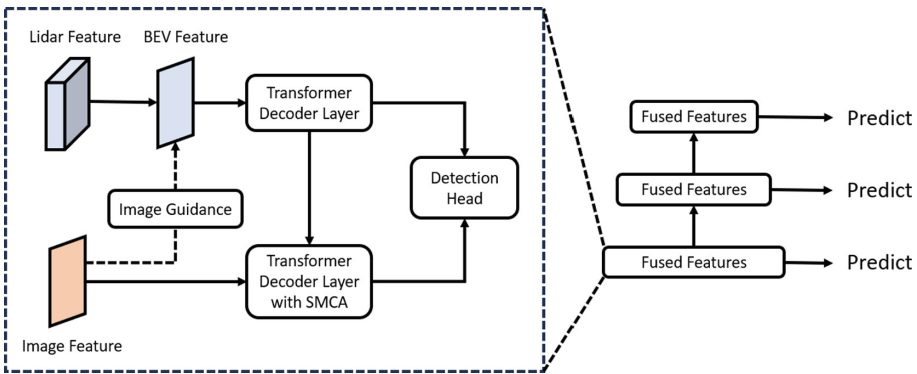 Lidar Feature
BEV Feature
Transformer
Decoder Layer
Image Guidance
Detection
Head
Transformer
Decoder Layer
with SMCA
Image Feature
Fused Features
Predict
Fused Features
Predict
Fused Features
Predict